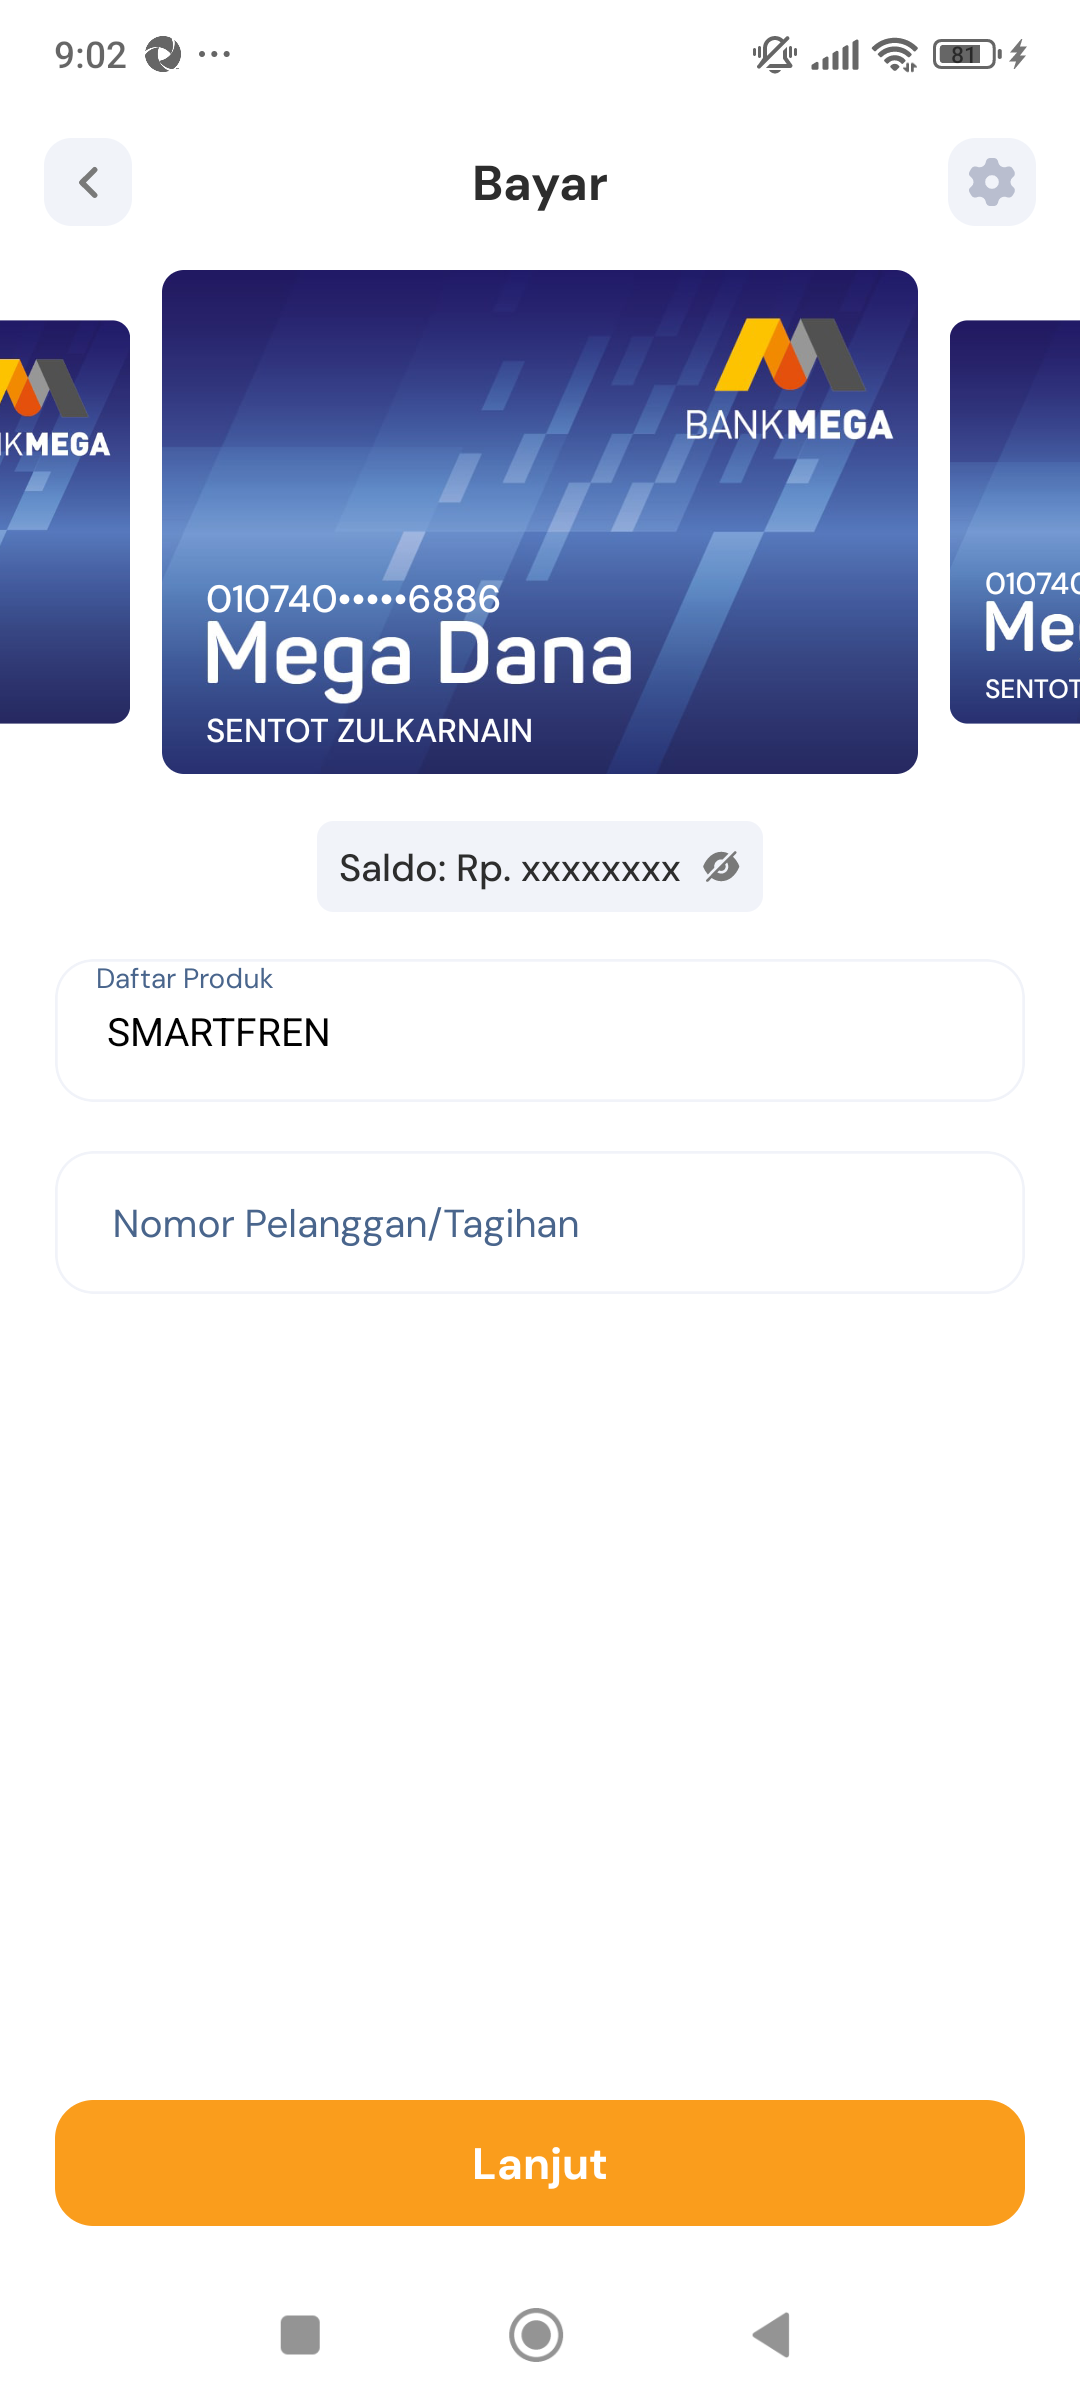 9:02
81
Bayar
BANKMEGA
KMEGA
010740•••••6886
Mega Dana
SENTOT ZULKARNAIN
010740
Me
SENTOT
Saldo: Rp. xxxxxxxx
Daftar Produk
SMARTFREN
Nomor Pelanggan/Tagihan
Lanjut